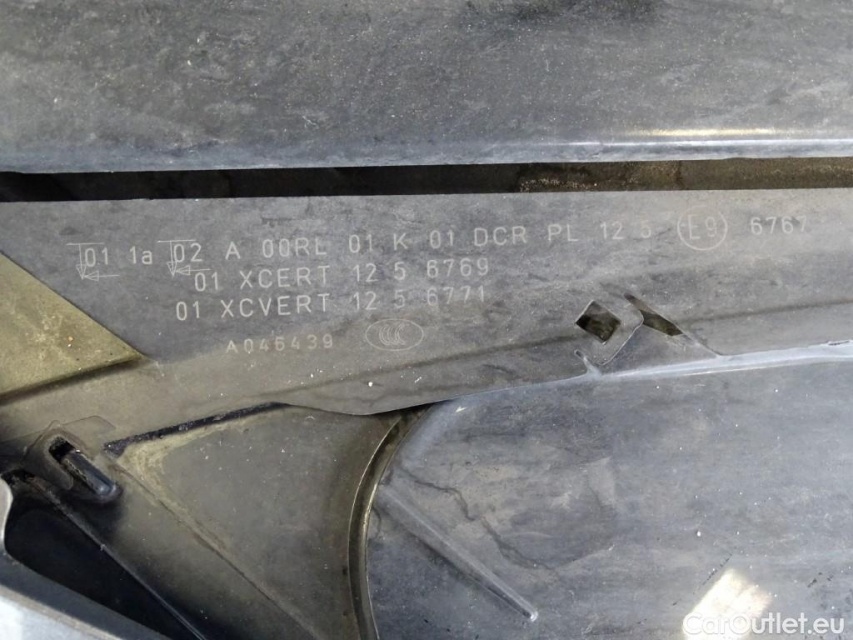 01 1a 02 A 00RL 01 K 01 DCR PL 12 5 E9 6767
01 XCERT 12 5 6769
01 XCVERT 12 5 6771
A046439
CCC
CarOutlet.eu